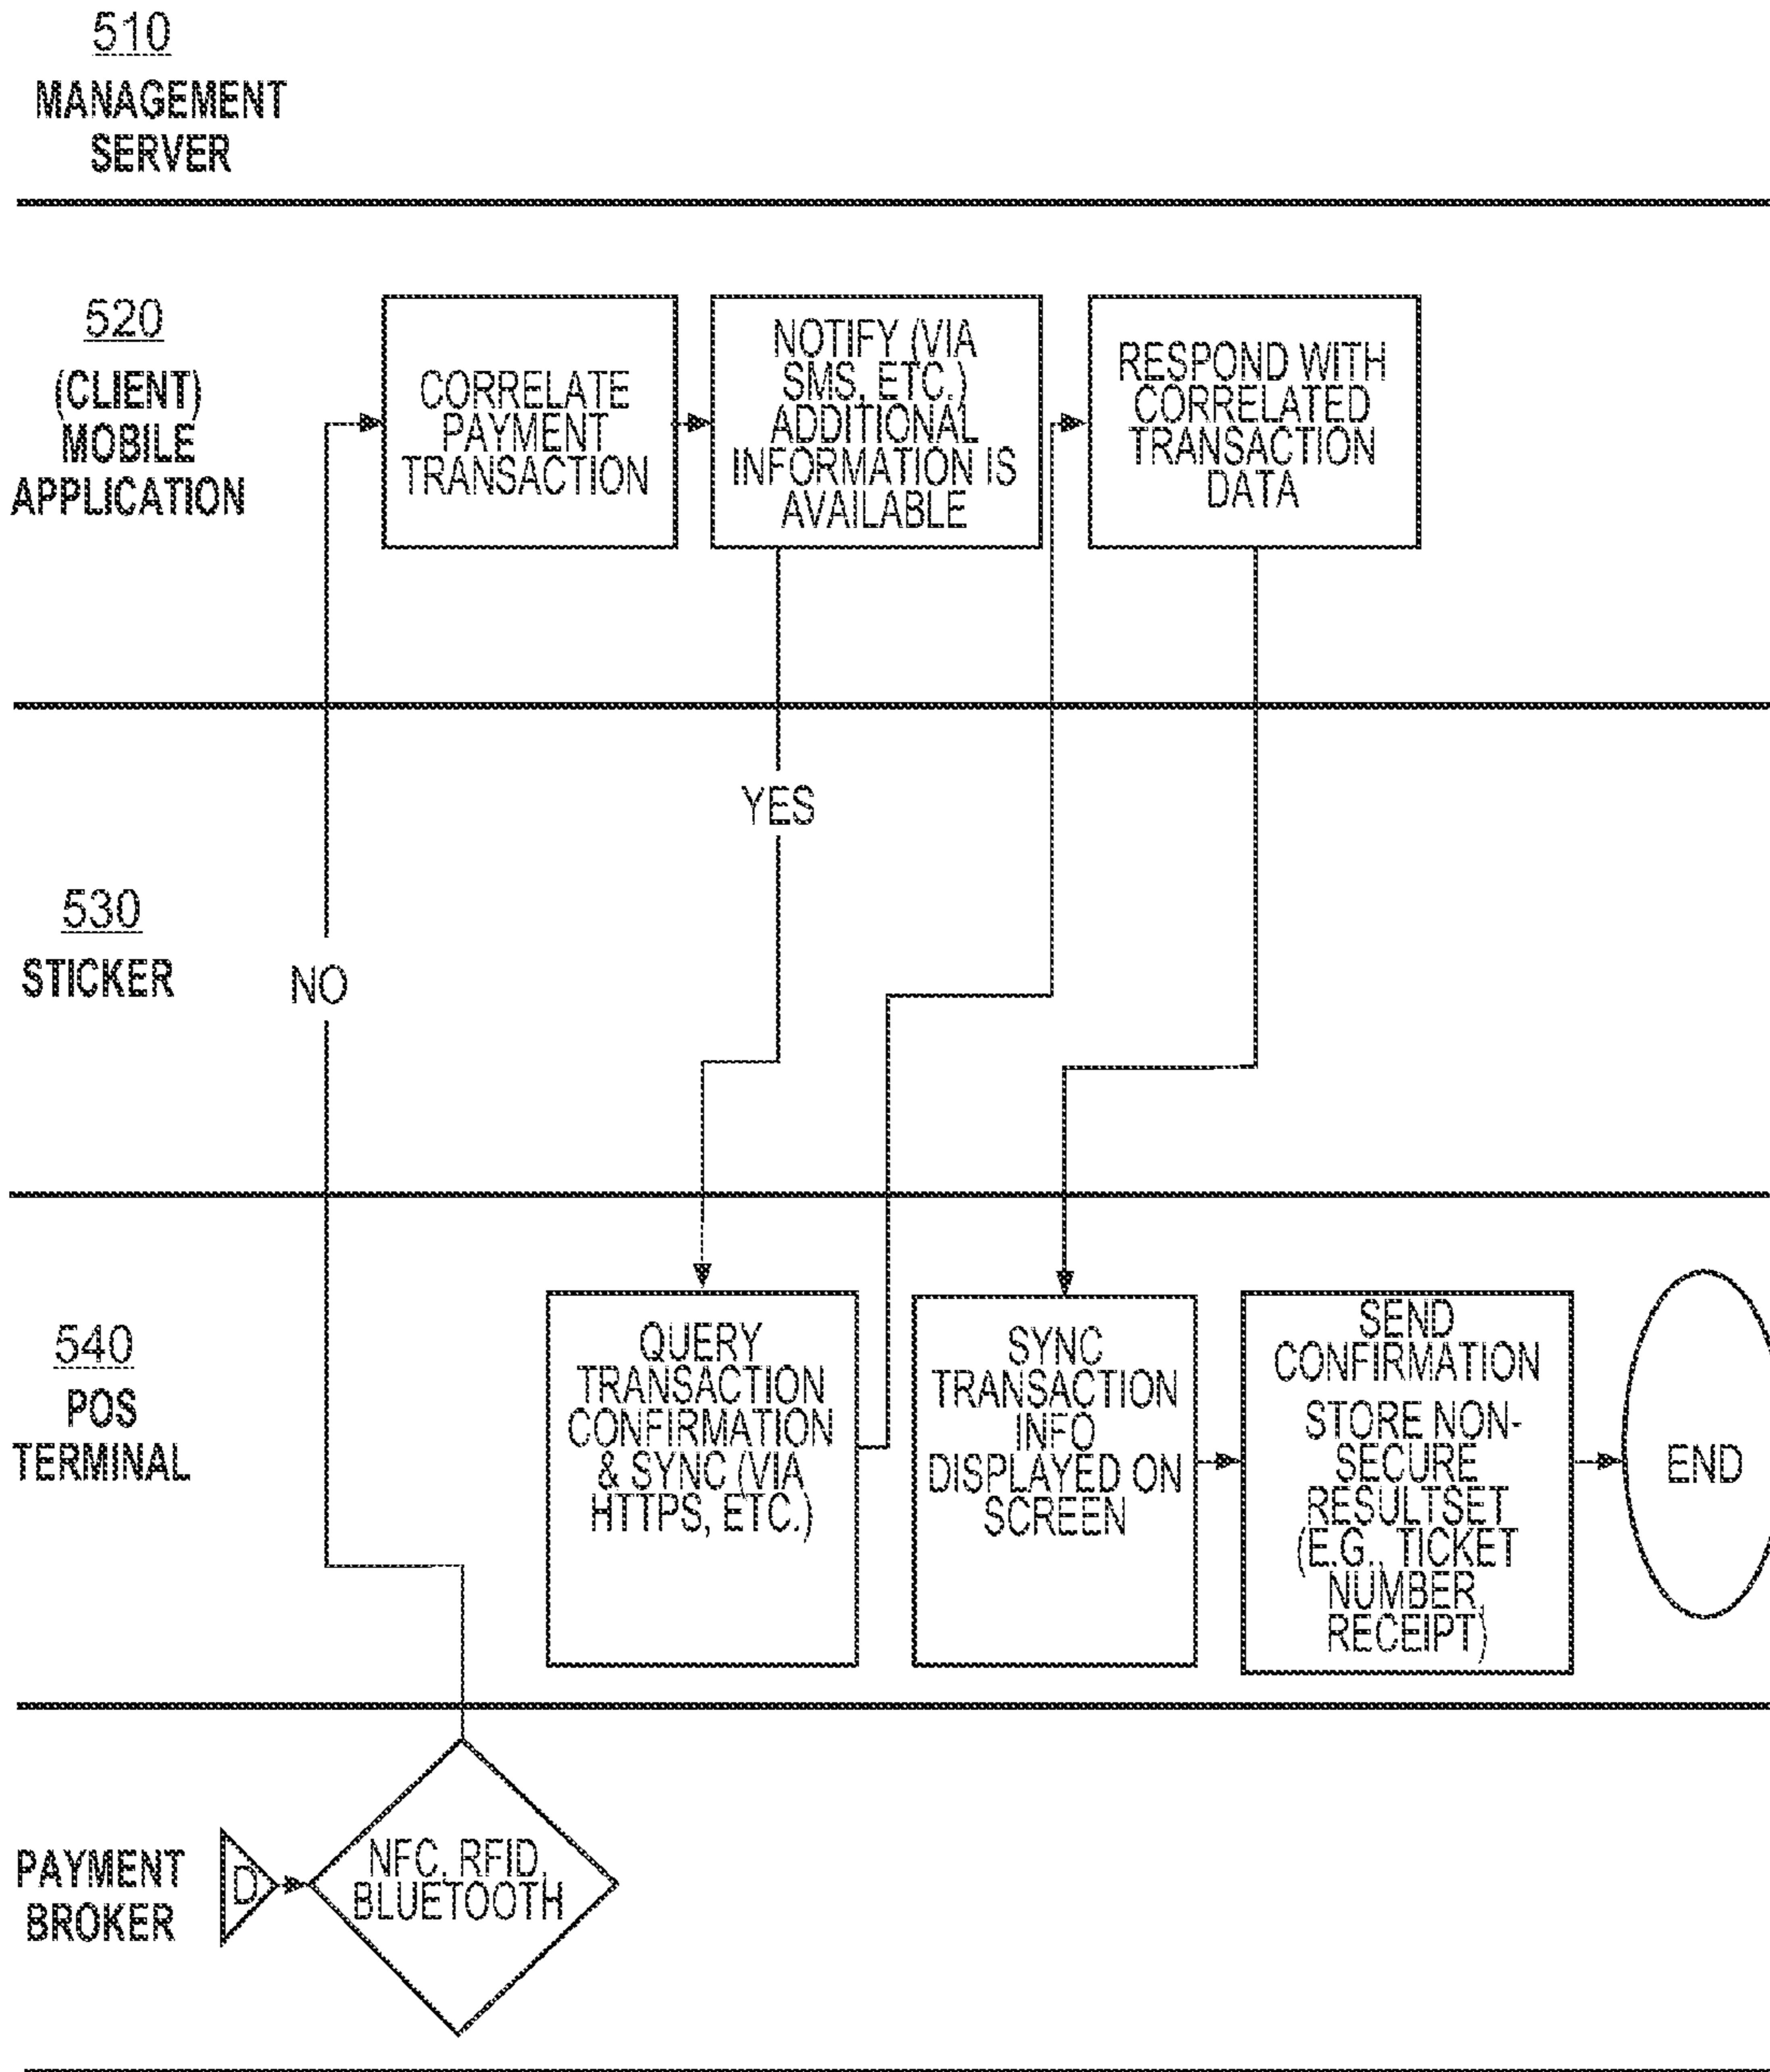 510
MANAGEMENT
SERVER
520
(CLIENT)
MOBILE
APPLICATION
CORRELATE
PAYMENT
TRANSACTION
NOTIFY (VIA
SMS, ETC.)
ADDITIONAL
INFORMATION IS
AVAILABLE
RESPOND WITH
CORRELATED
TRANSACTION
DATA
YES
530
STICKER
NO
540
POS
TERMINAL
QUERY
TRANSACTION
CONFIRMATION
& SYNC (VIA
HTTPS, ETC.)
SYNC
TRANSACTION
INFO
DISPLAYED ON
SCREEN
SEND
CONFIRMATION
STORE NON-
SECURE
RESULTSET
(E.G., TICKET
NUMBER,
RECEIPT)
END
PAYMENT
BROKER
D
NFC, RFID,
BLUETOOTH